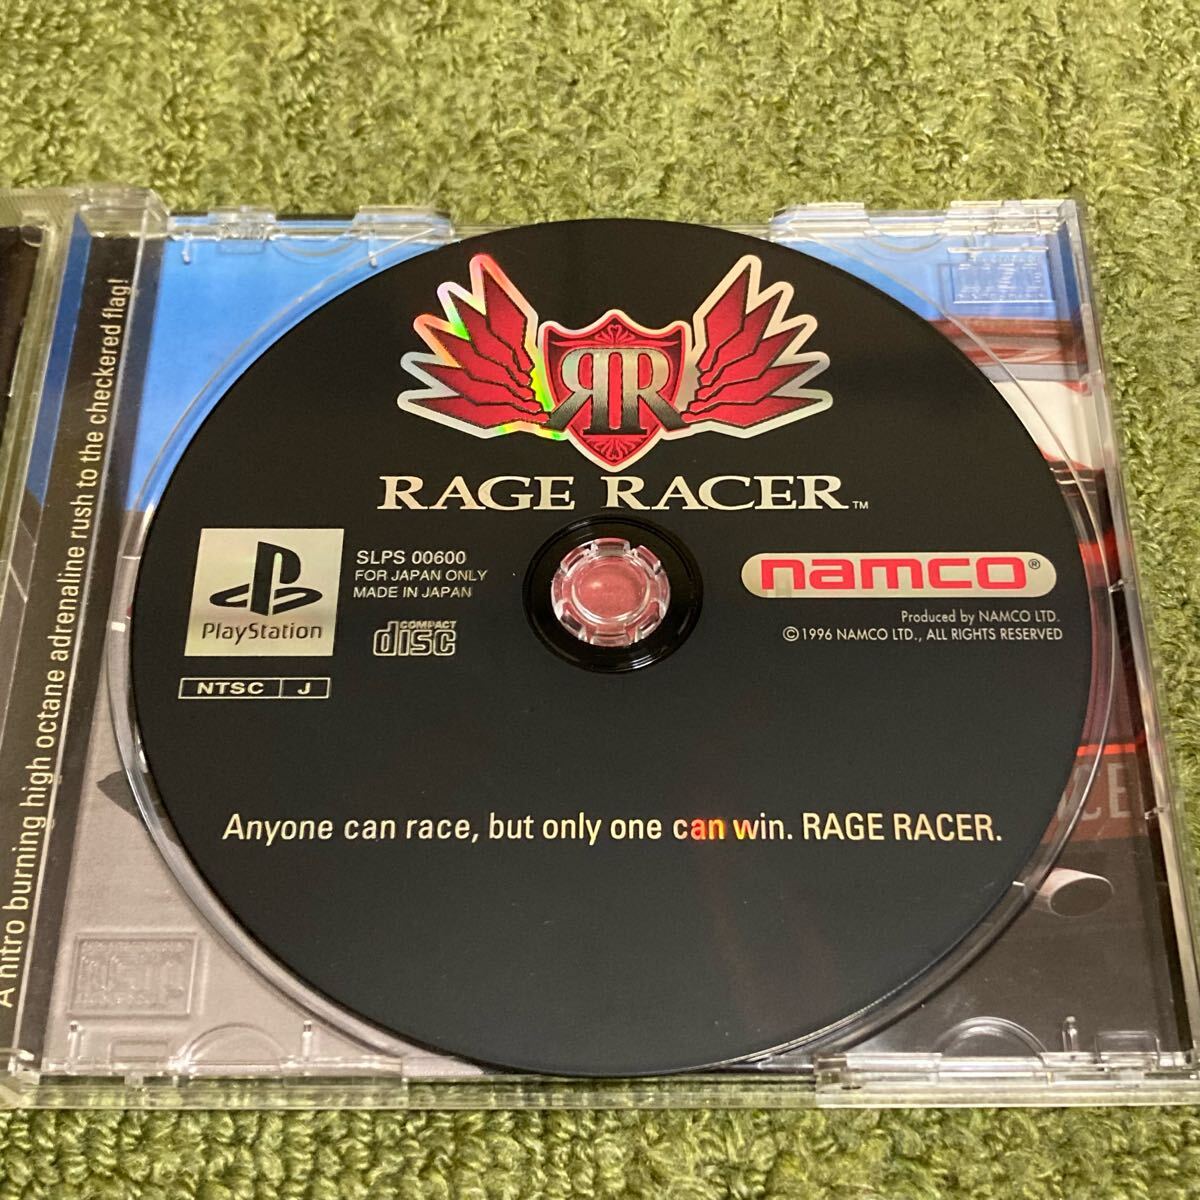 A nitro burning high octane adrenaline rush to the checkered flag!
RR
RAGE RACER™
PlayStation
SLPS 00600
FOR JAPAN ONLY
MADE IN JAPAN
COMPACT
disc
NTSC J
namco®
Produced by NAMCO LTD.
©1996 NAMCO LTD., ALL RIGHTS RESERVED
Anyone can race, but only one can win. RAGE RACER.